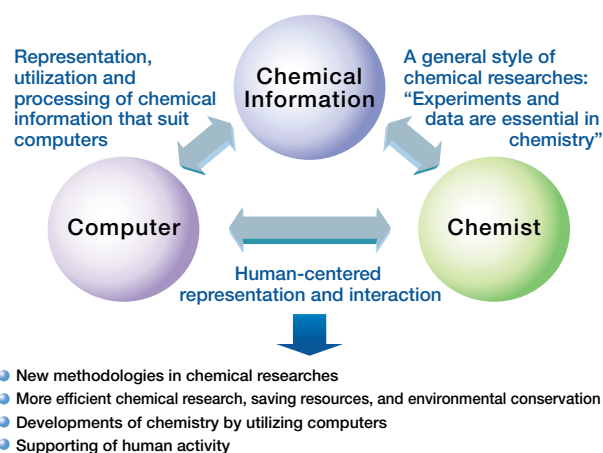 Representation,
utilization and
processing of chemical
information that suit
computers
Chemical
Information
A general style of
chemical researches:
“Experiments and
data are essential in
chemistry”
Computer
Chemist
Human-centered
representation and interaction
New methodologies in chemical researches
More efficient chemical research, saving resources, and environmental conservation
Developments of chemistry by utilizing computers
Supporting of human activity